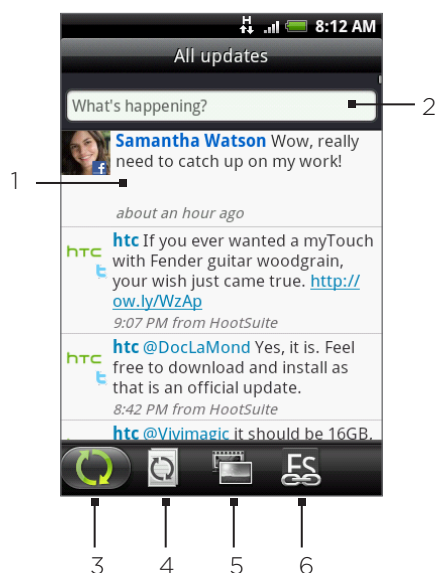 H
8:12 AM
All updates
What's happening?
2
Samantha Watson Wow, really
need to catch up on my work!
1
f
about an hour ago
htc
htc If you ever wanted a myTouch
with Fender guitar woodgrain,
your wish just came true. http://
ow.ly/WzAp
t
9:07 PM from HootSuite
htc
htc @DocLaMond Yes, it is. Feel
free to download and install as
that is an official update.
t
8:42 PM from HootSuite
htc @Vivimagic it should be 16GB.
FS
3
4
5
6